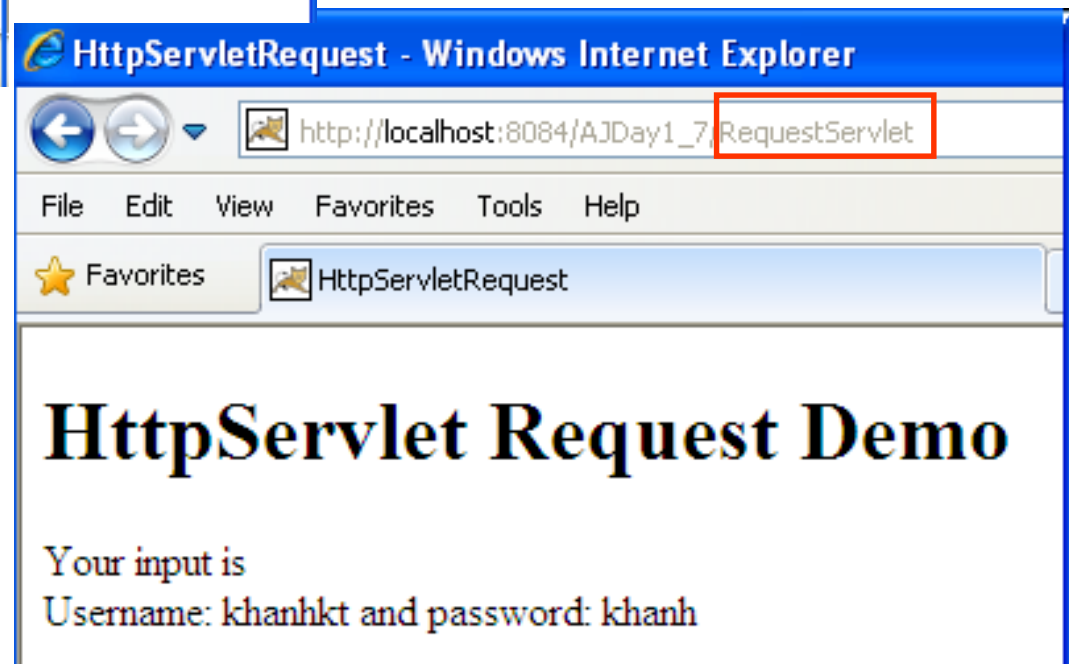 HttpServletRequest - Windows Internet Explorer
http://localhost:8084/AJDay1_7/RequestServlet
File Edit View Favorites Tools Help
Favorites HttpServletRequest
HttpServlet Request Demo
Your input is
Username: khanhkt and password: khanh